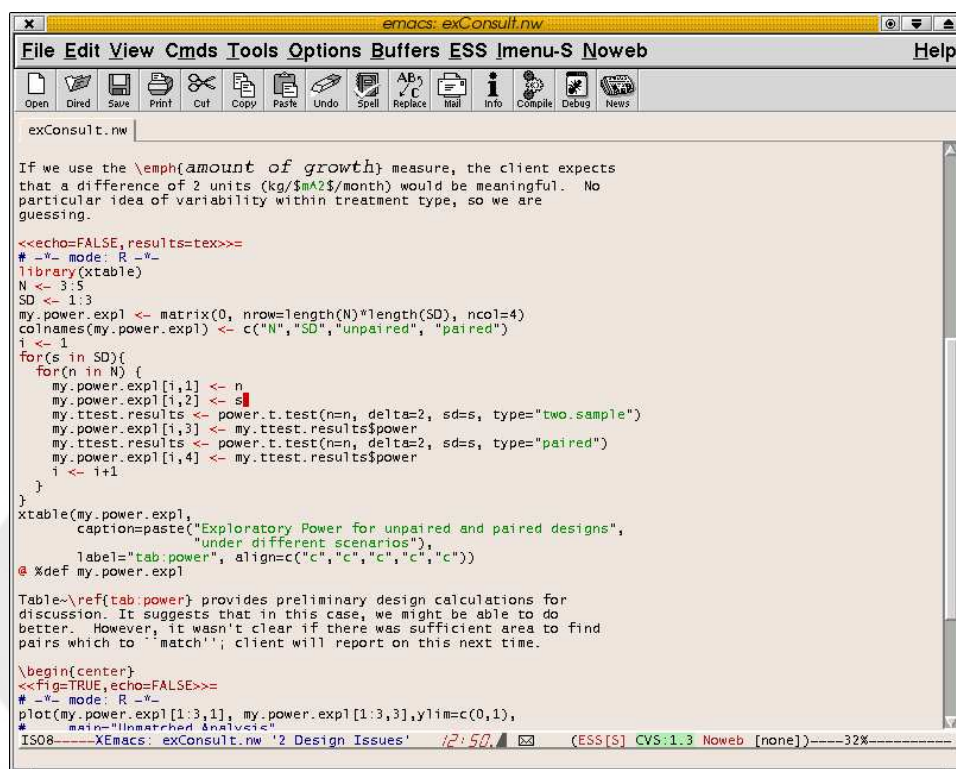 emacs: exConsult.nw
File Edit View Cmds Tools Options Buffers ESS Imenu-S Noweb Help
Open Dired Save Print Cut Copy Paste Undo Spell Replace Mail Info Compile Debug News
exConsult.nw
If we use the \emph{amount of growth} measure, the client expects
that a difference of 2 units (kg/$m^2$/month) would be meaningful.  No
particular idea of variability within treatment type, so we are
guessing.
<<echo=FALSE,results=tex>>=
# -*- mode: R -*-
library(xtable)
N <- 3:5
SD <- 1:3
my.power.expl <- matrix(0, nrow=length(N)*length(SD), ncol=4)
colnames(my.power.expl) <- c("N","SD","unpaired", "paired")
i <- 1
for(s in SD){
  for(n in N) {
    my.power.expl[i,1] <- n
    my.power.expl[i,2] <- s
    my.ttest.results <- power.t.test(n=n, delta=2, sd=s, type="two.sample")
    my.power.expl[i,3] <- my.ttest.results$power
    my.ttest.results <- power.t.test(n=n, delta=2, sd=s, type="paired")
    my.power.expl[i,4] <- my.ttest.results$power
    i <- i+1
  }
}
xtable(my.power.expl,
       caption=paste("Exploratory Power for unpaired and paired designs",
                     "under different scenarios"),
       label="tab:power", align=c("c","c","c","c","c"))
@ %def my.power.expl
Table~\ref{tab:power} provides preliminary design calculations for
discussion. It suggests that in this case, we might be able to do
better.  However, it wasn't clear if there was sufficient area to find
pairs which to ``match''; client will report on this next time.
\begin{center}
<<fig=TRUE,echo=FALSE>>=
# -*- mode: R -*-
plot(my.power.expl[1:3,1], my.power.expl[1:3,3],ylim=c(0,1),
#     main="Unmatched Analysis"
ISO8-----XEmacs: exConsult.nw '2 Design Issues' 12:50 (ESS[S] CVS:1.3 Noweb [none])----32%----------